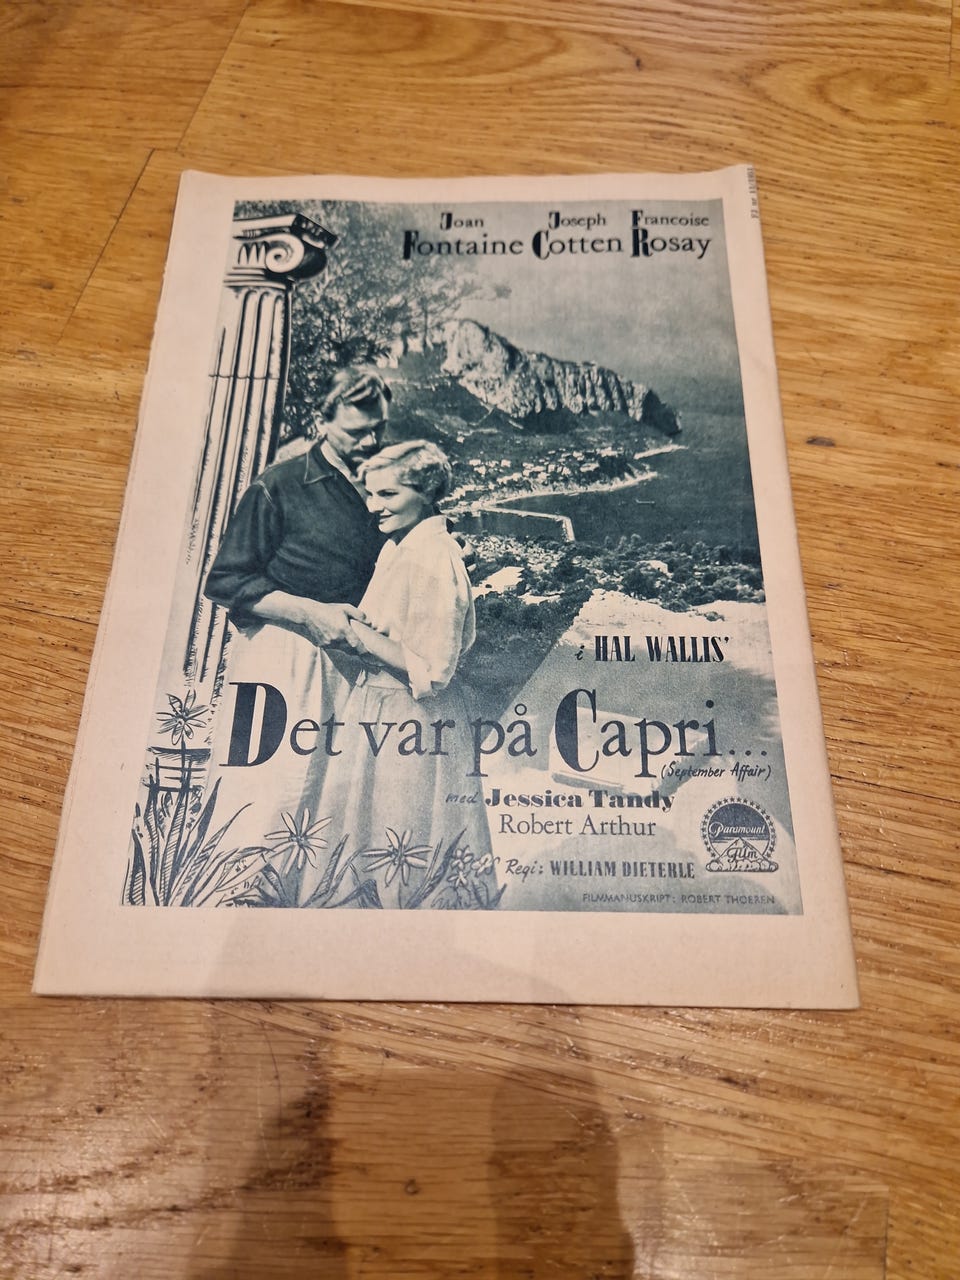 Joan Joseph Francoise
Fontaine Cotten Rosay
i HAL WALLIS'
Det var på Capri...
(September Affair)
med Jessica Tandy
Robert Arthur
Paramount
Film
Regi: WILLIAM DIETERLE
FILMMANUSKRIPT: ROBERT THOEREN